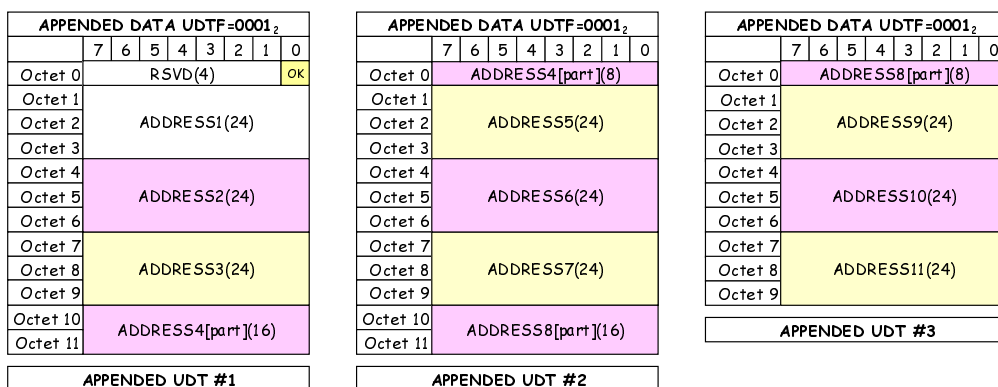 APPENDED DATA UDTF=0001₂
7 6 5 4 3 2 1 0
Octet 0 RSVD(4) OK
Octet 1
Octet 2 ADDRESS1(24)
Octet 3
Octet 4
Octet 5 ADDRESS2(24)
Octet 6
Octet 7
Octet 8 ADDRESS3(24)
Octet 9
Octet 10
ADDRESS4[part](16)
Octet 11
APPENDED UDT #1
APPENDED DATA UDTF=0001₂
7 6 5 4 3 2 1 0
Octet 0 ADDRESS4[part](8)
Octet 1
Octet 2 ADDRESS5(24)
Octet 3
Octet 4
Octet 5 ADDRESS6(24)
Octet 6
Octet 7
Octet 8 ADDRESS7(24)
Octet 9
Octet 10
ADDRESS8[part](16)
Octet 11
APPENDED UDT #2
APPENDED DATA UDTF=0001₂
7 6 5 4 3 2 1 0
Octet 0 ADDRESS8[part](8)
Octet 1
Octet 2 ADDRESS9(24)
Octet 3
Octet 4
Octet 5 ADDRESS10(24)
Octet 6
Octet 7
Octet 8 ADDRESS11(24)
Octet 9
APPENDED UDT #3